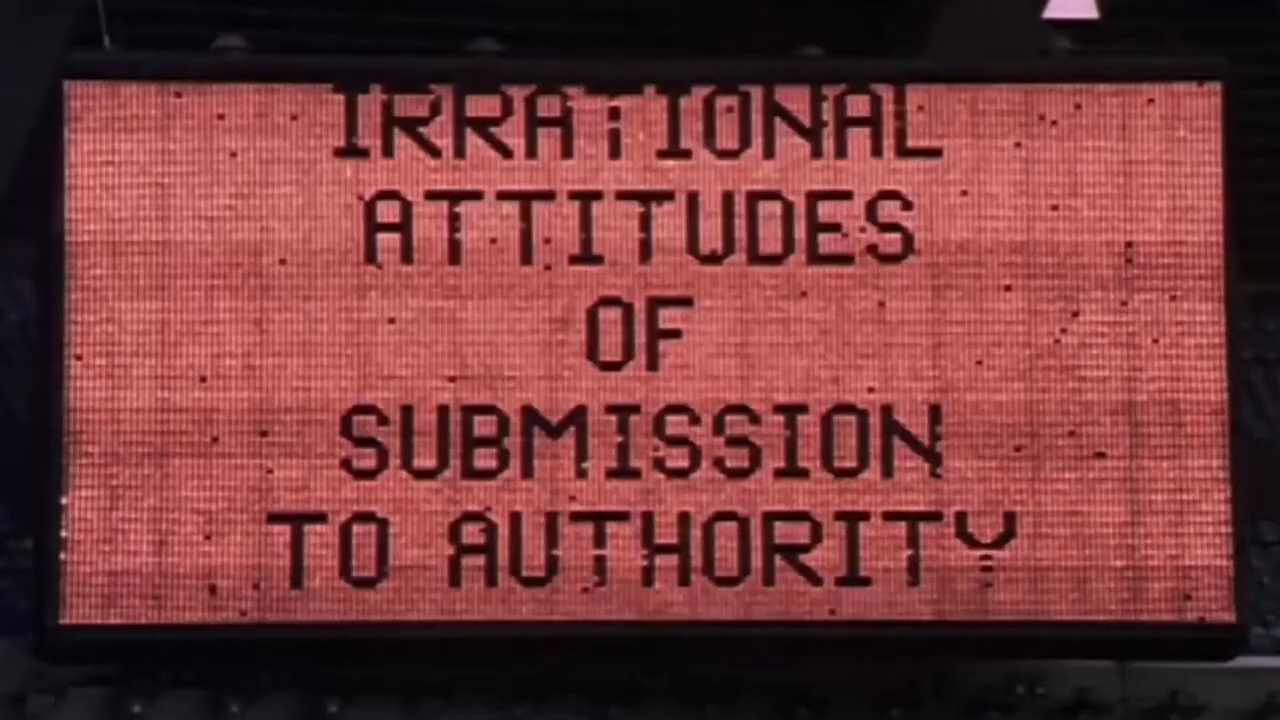 IRRATIONAL
ATTITUDES
OF
SUBMISSION
TO AUTHORITY